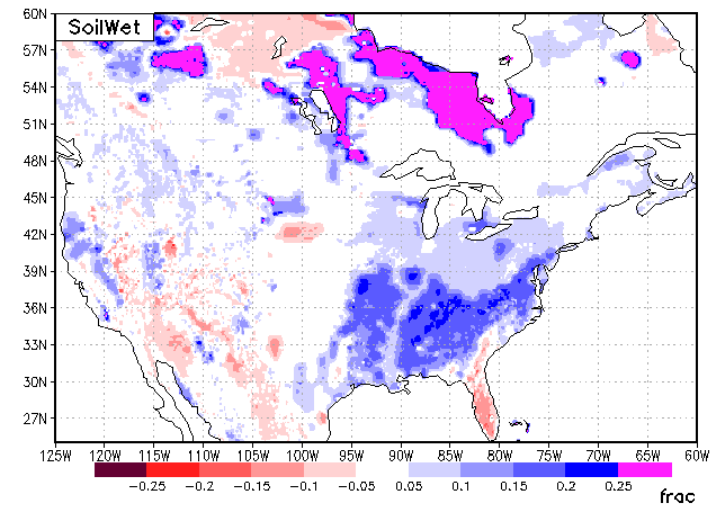 SoilWet
60N
57N
54N
51N
48N
45N
42N
39N
36N
33N
30N
27N
125W 120W 115W 110W 105W 100W 95W 90W 85W 80W 75W 70W 65W 60W
-0.25 -0.2 -0.15 -0.1 -0.05 0.05 0.1 0.15 0.2 0.25
frac